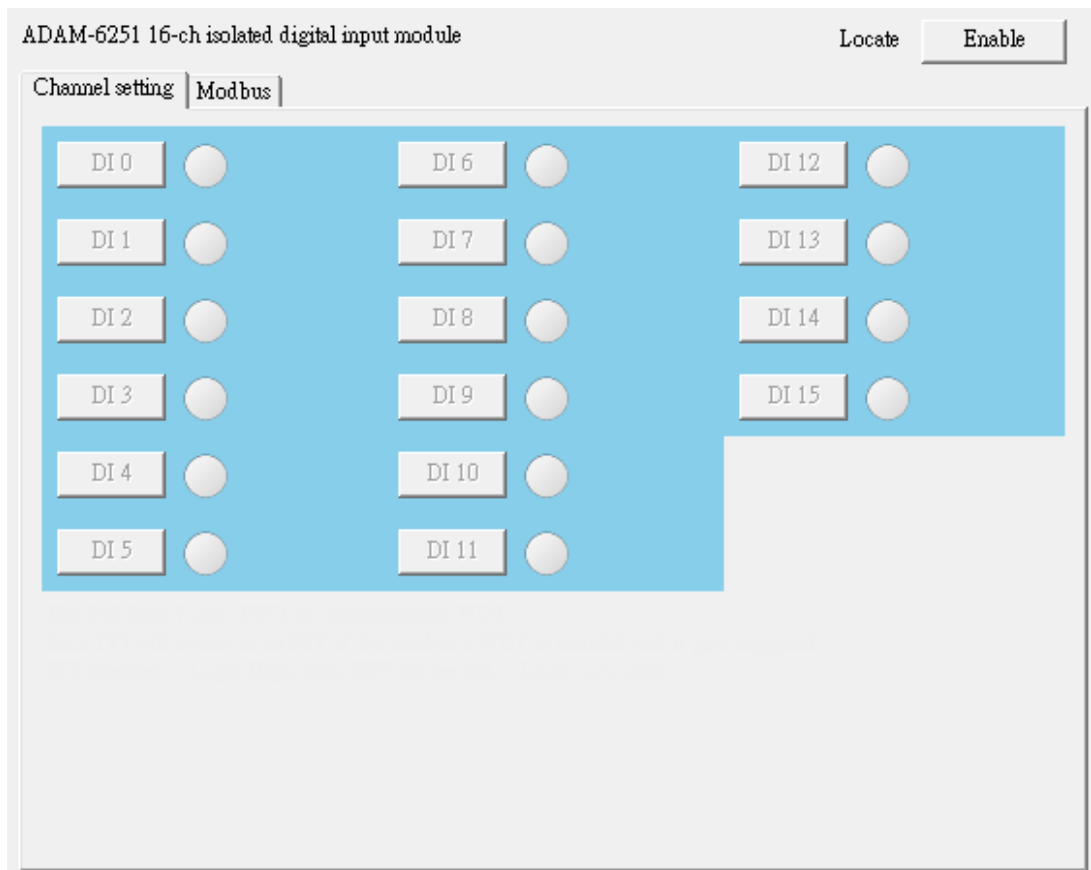 ADAM-6251 16-ch isolated digital input module
Locate
Enable
Channel setting
Modbus
DI 0
DI 1
DI 2
DI 3
DI 4
DI 5
DI 6
DI 7
DI 8
DI 9
DI 10
DI 11
DI 12
DI 13
DI 14
DI 15